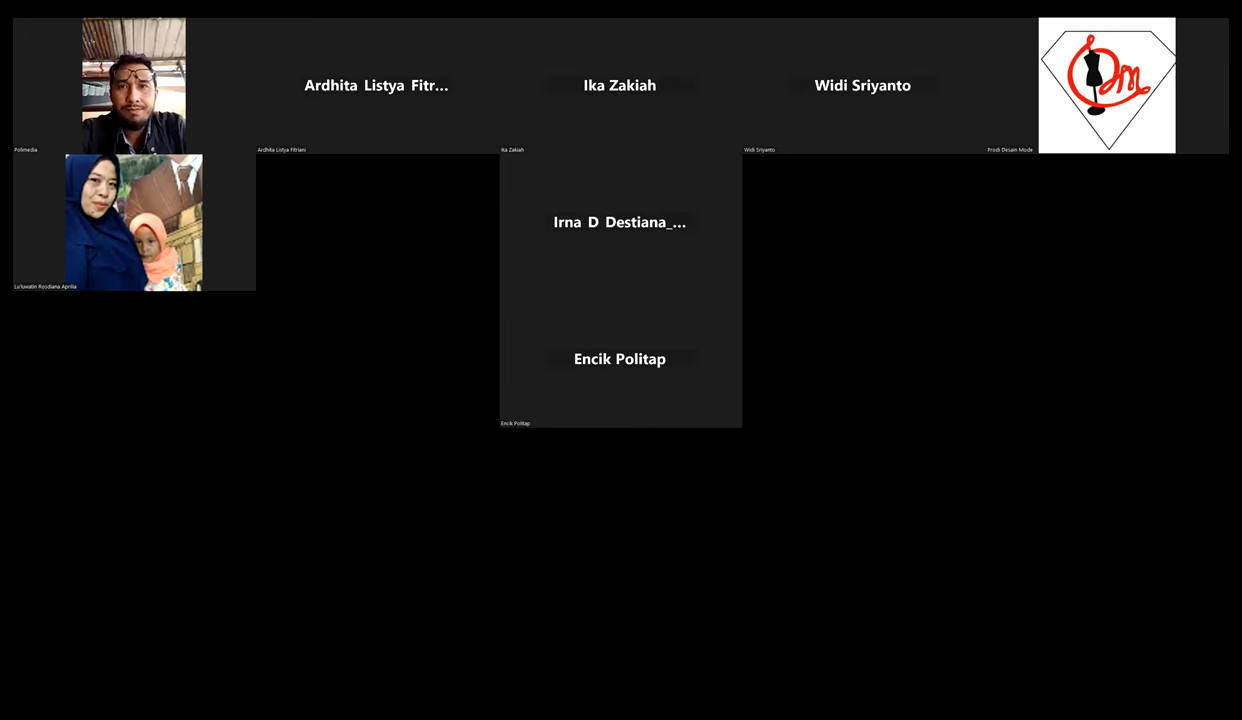 Ardhita Listya Fitr...
Ika Zakiah
Widi Sriyanto
Dm
Polimedia
Ardhita Listya Fitriani
Ika Zakiah
Widi Sriyanto
Prodi Desain Mode
Irna D Destiana_...
Lu'luwatin Rosdiana Aprilia
Encik Politap
Encik Politap